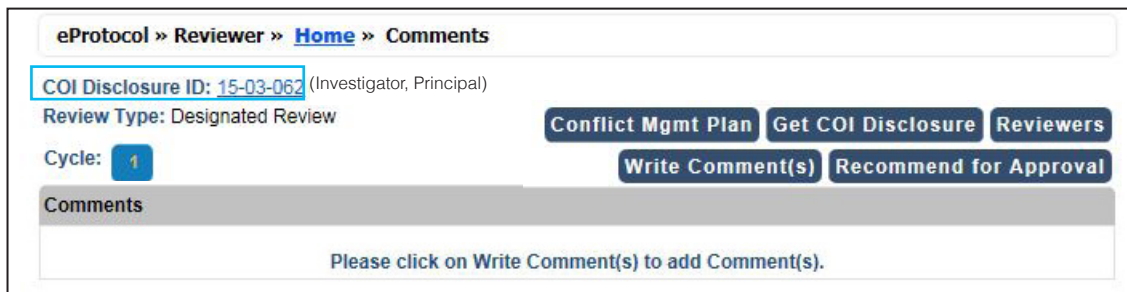 eProtocol » Reviewer » Home » Comments
COI Disclosure ID: 15-03-062 (Investigator, Principal)
Review Type: Designated Review
Conflict Mgmt Plan Get COI Disclosure Reviewers
Cycle: 1
Write Comment(s) Recommend for Approval
Comments
Please click on Write Comment(s) to add Comment(s).